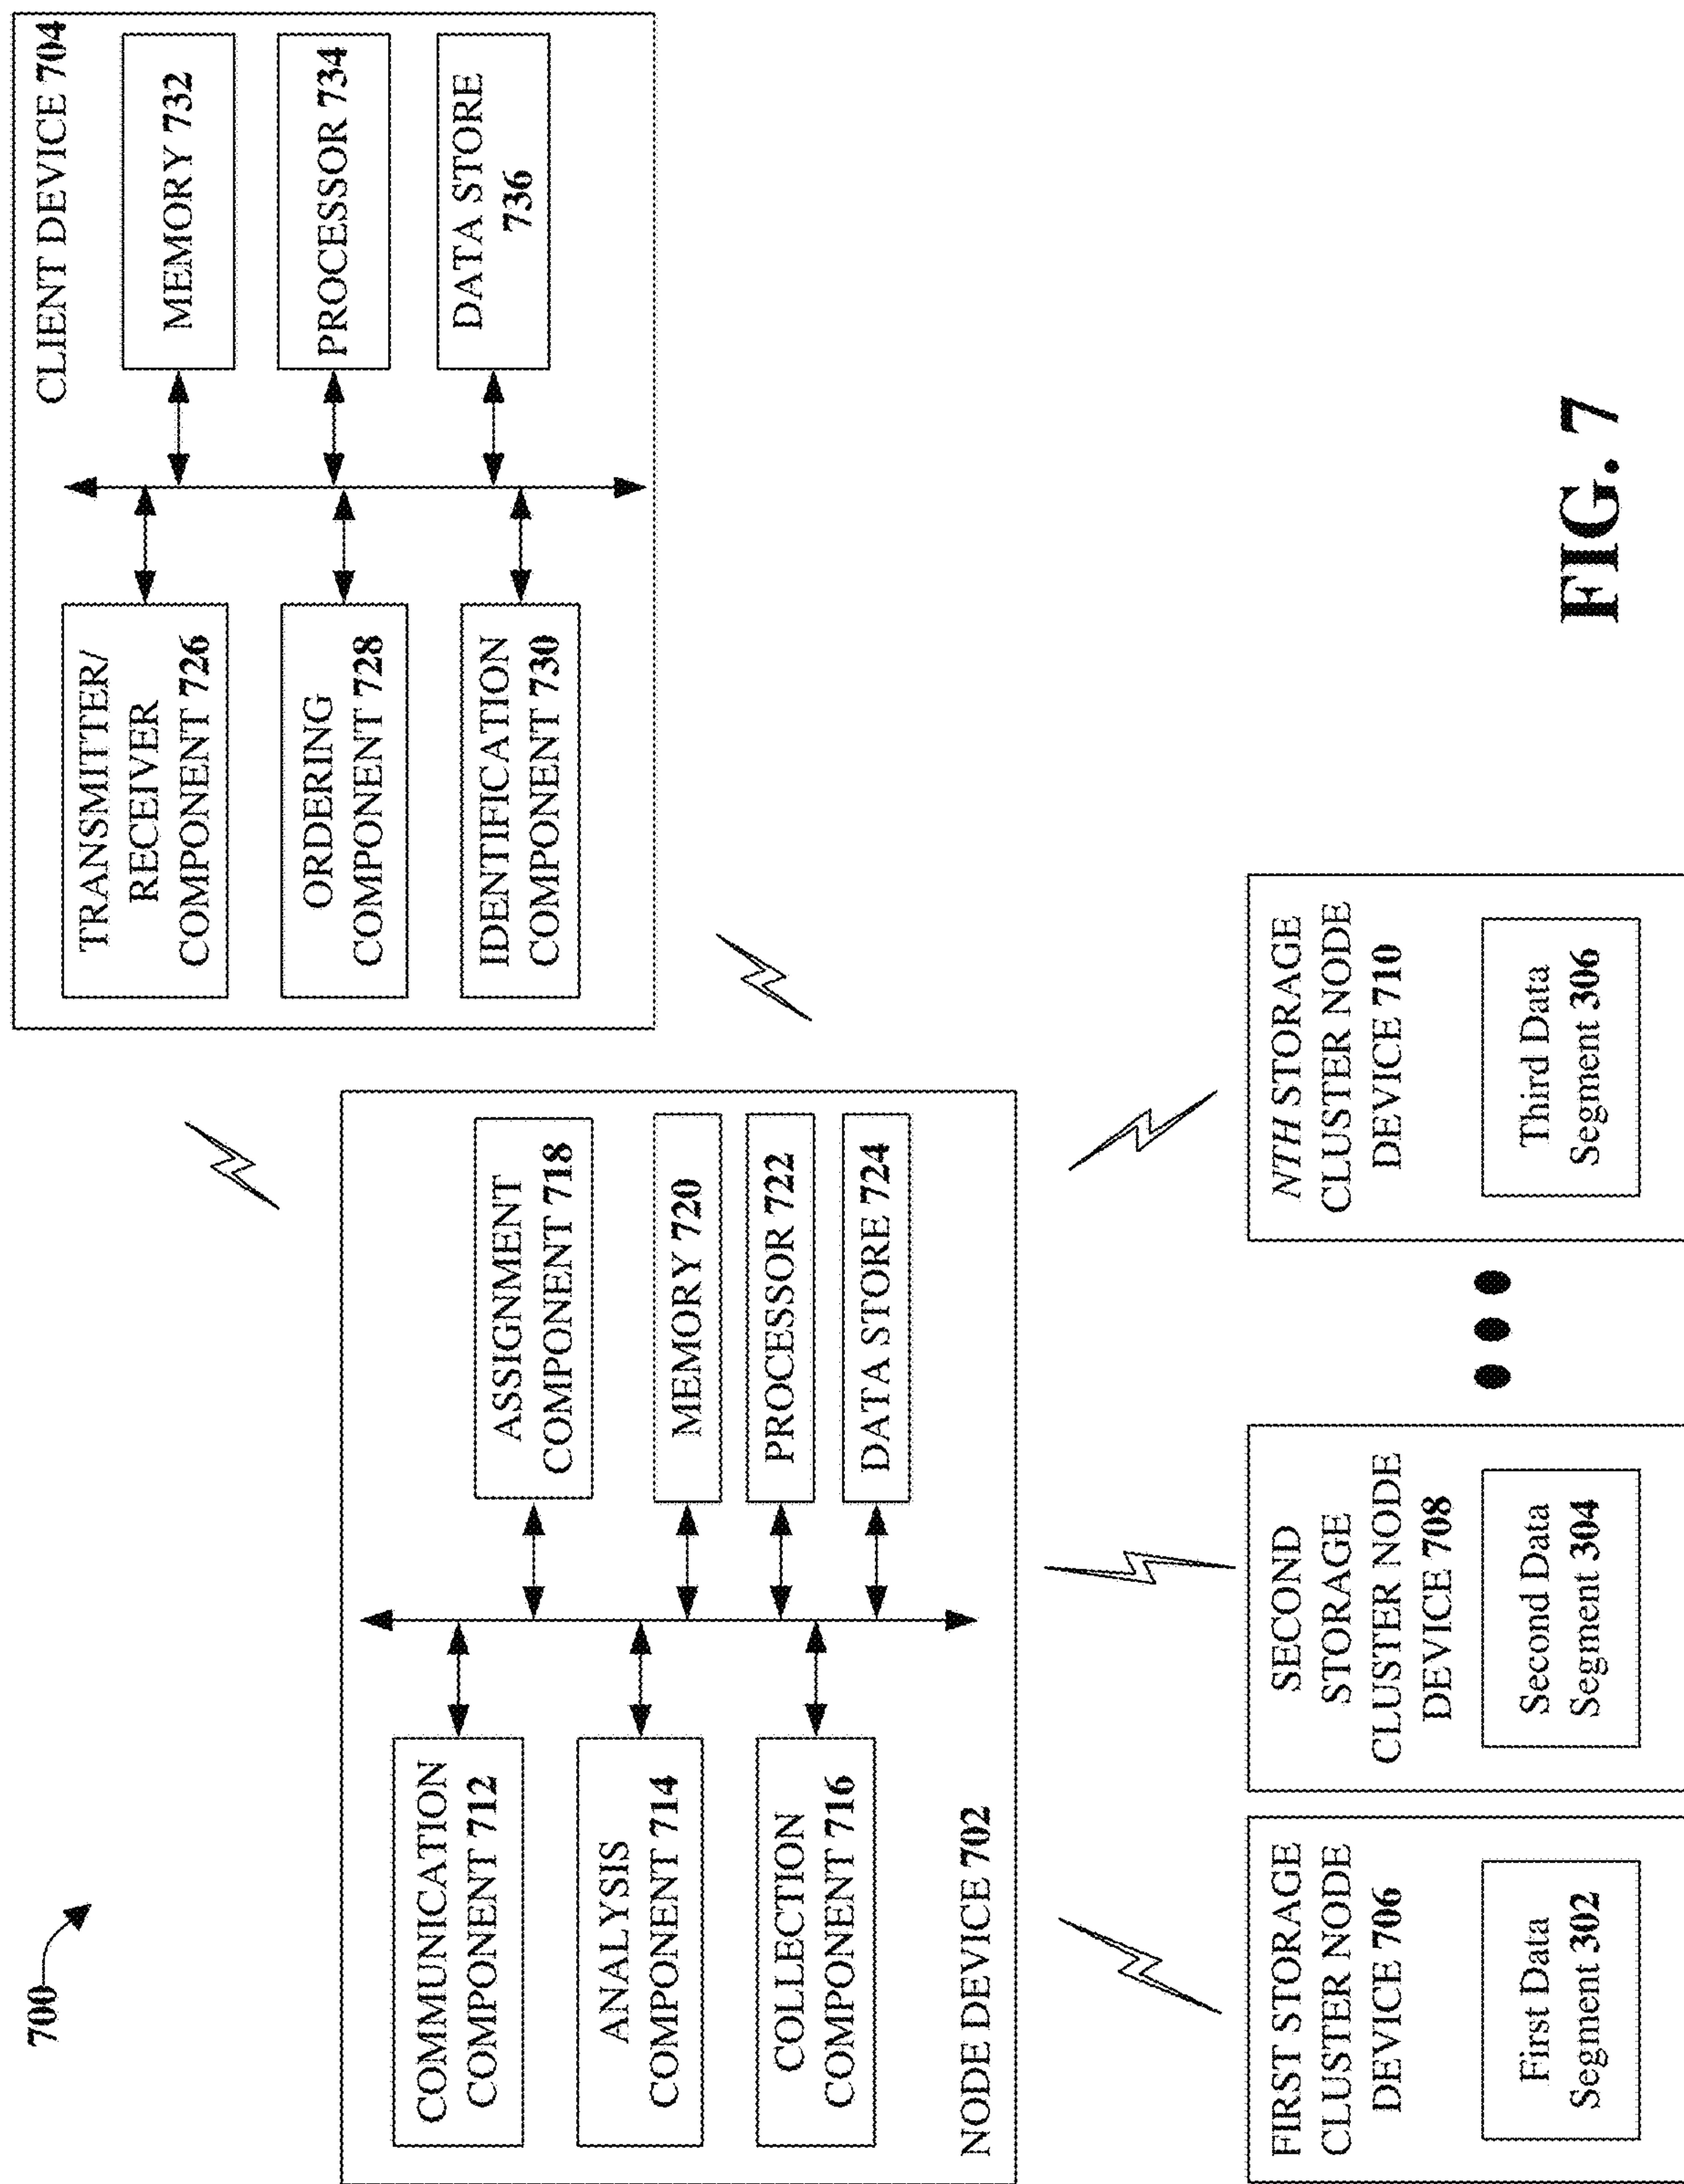 700
COMMUNICATION
COMPONENT 712
ANALYSIS
COMPONENT 714
COLLECTION
COMPONENT 716
ASSIGNMENT
COMPONENT 718
MEMORY 720
PROCESSOR 722
DATA STORE 724
NODE DEVICE 702
CLIENT DEVICE 704
TRANSMITTER/
RECEIVER
COMPONENT 726
ORDERING
COMPONENT 728
IDENTIFICATION
COMPONENT 730
MEMORY 732
PROCESSOR 734
DATA STORE
736
FIRST STORAGE
CLUSTER NODE
DEVICE 706
First Data
Segment 302
SECOND
STORAGE
CLUSTER NODE
DEVICE 708
Second Data
Segment 304
NTH STORAGE
CLUSTER NODE
DEVICE 710
Third Data
Segment 306
FIG. 7